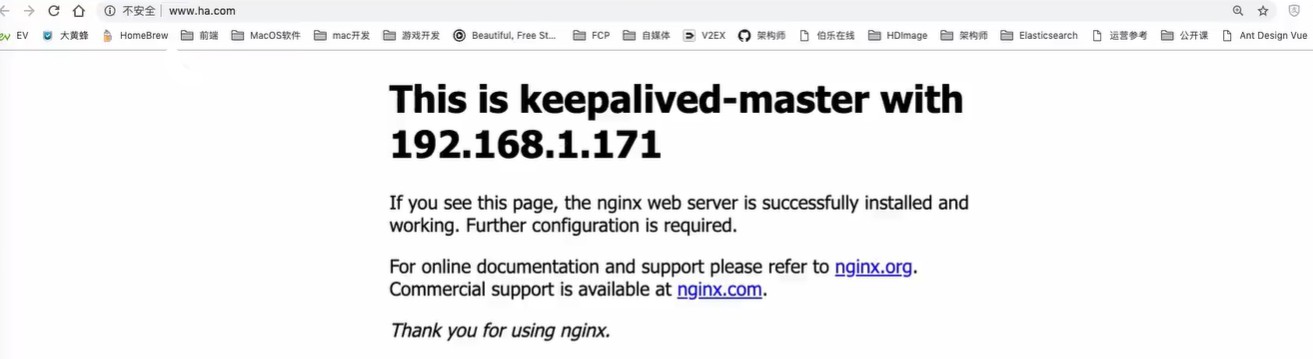 不安全 | www.ha.com
EV 大黄蜂 HomeBrew 前端 MacOS软件 mac开发 游戏开发 Beautiful, Free St... FCP 自媒体 V2EX 架构师 伯乐在线 HDImage 架构师 Elasticsearch 运营参考 公开课 Ant Design Vue
This is keepalived-master with
192.168.1.171
If you see this page, the nginx web server is successfully installed and
working. Further configuration is required.
For online documentation and support please refer to nginx.org.
Commercial support is available at nginx.com.
Thank you for using nginx.